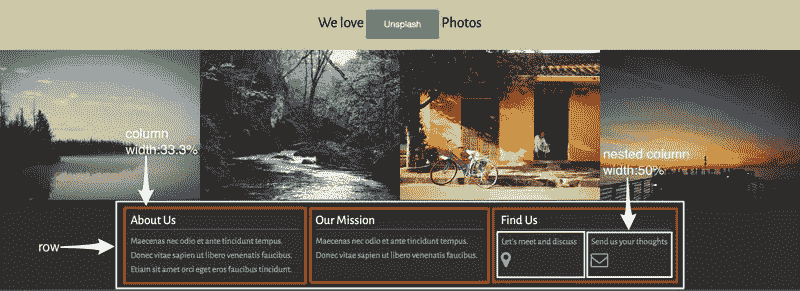 We love Unsplash Photos
column
width:33.3%
nested column
width:50%
row
About Us
Maecenas nec odio et ante tincidunt tempus.
Donec vitae sapien ut libero venenatis faucibus.
Etiam sit amet orci eget eros faucibus tincidunt.
Our Mission
Maecenas nec odio et ante tincidunt tempus.
Donec vitae sapien ut libero venenatis faucibus.
Find Us
Let's meet and discuss
Send us your thoughts